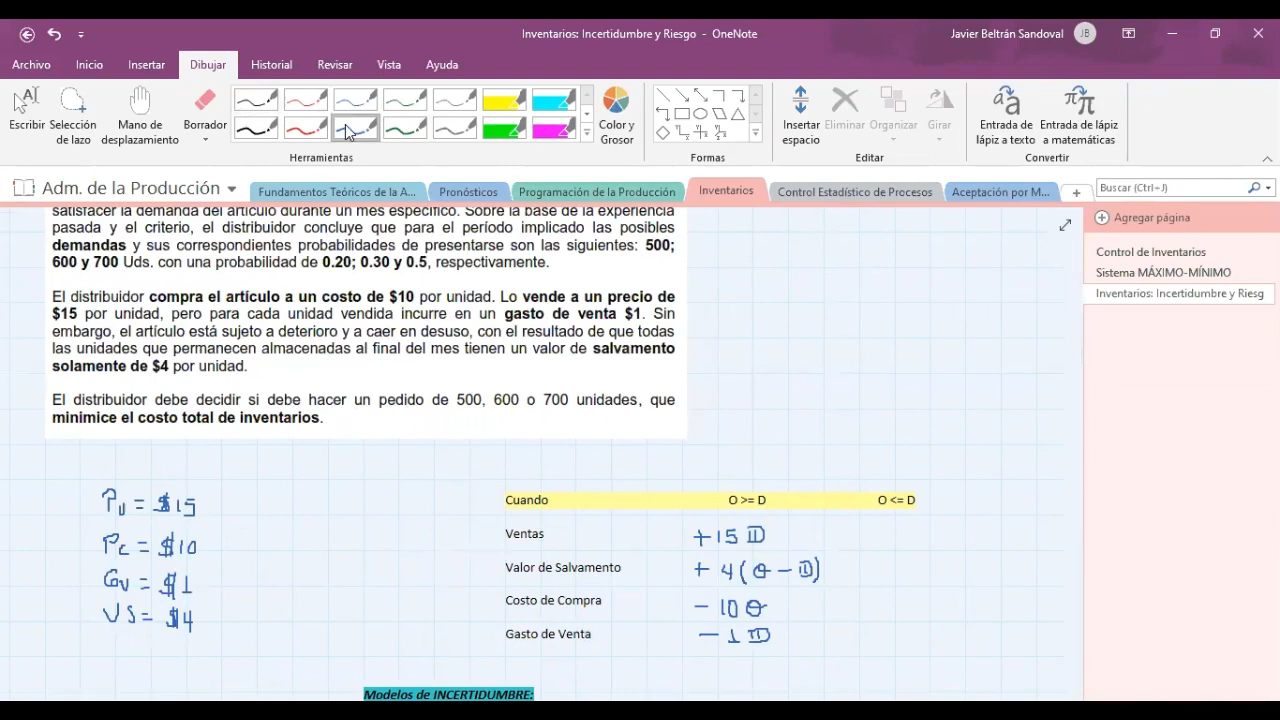 Inventarios: Incertidumbre y Riesgo - OneNote
Javier Beltrán Sandoval JB
Archivo Inicio Insertar Dibujar Historial Revisar Vista Ayuda
Escribir Selección de lazo Mano de desplazamiento Borrador Color y Grosor Insertar espacio Eliminar Organizar Girar Entrada de lápiz a texto Entrada de lápiz a matemáticas
Herramientas Formas Editar Convertir
Adm. de la Producción Fundamentos Teóricos de la A... Pronósticos Programación de la Producción Inventarios Control Estadístico de Procesos Aceptación por M... Buscar (Ctrl+J)
Agregar página
Control de Inventarios
Sistema MÁXIMO-MÍNIMO
Inventarios: Incertidumbre y Riesg
satisfacer la demanda del artículo durante un mes específico. Sobre la base de la experiencia
pasada y el criterio, el distribuidor concluye que para el período implicado las posibles
demandas y sus correspondientes probabilidades de presentarse son las siguientes: 500;
600 y 700 Uds. con una probabilidad de 0.20; 0.30 y 0.5, respectivamente.
El distribuidor compra el artículo a un costo de $10 por unidad. Lo vende a un precio de
$15 por unidad, pero para cada unidad vendida incurre en un gasto de venta $1. Sin
embargo, el artículo está sujeto a deterioro y a caer en desuso, con el resultado de que todas
las unidades que permanecen almacenadas al final del mes tienen un valor de salvamento
solamente de $4 por unidad.
El distribuidor debe decidir si debe hacer un pedido de 500, 600 o 700 unidades, que
minimice el costo total de inventarios.
Pv = $15
Pc = $10
Gv = $1
VS = $4
Cuando O >= D O <= D
Ventas +15 D
Valor de Salvamento + 4(O - D)
Costo de Compra - 10 O
Gasto de Venta - 1 D
Modelos de INCERTIDUMBRE: